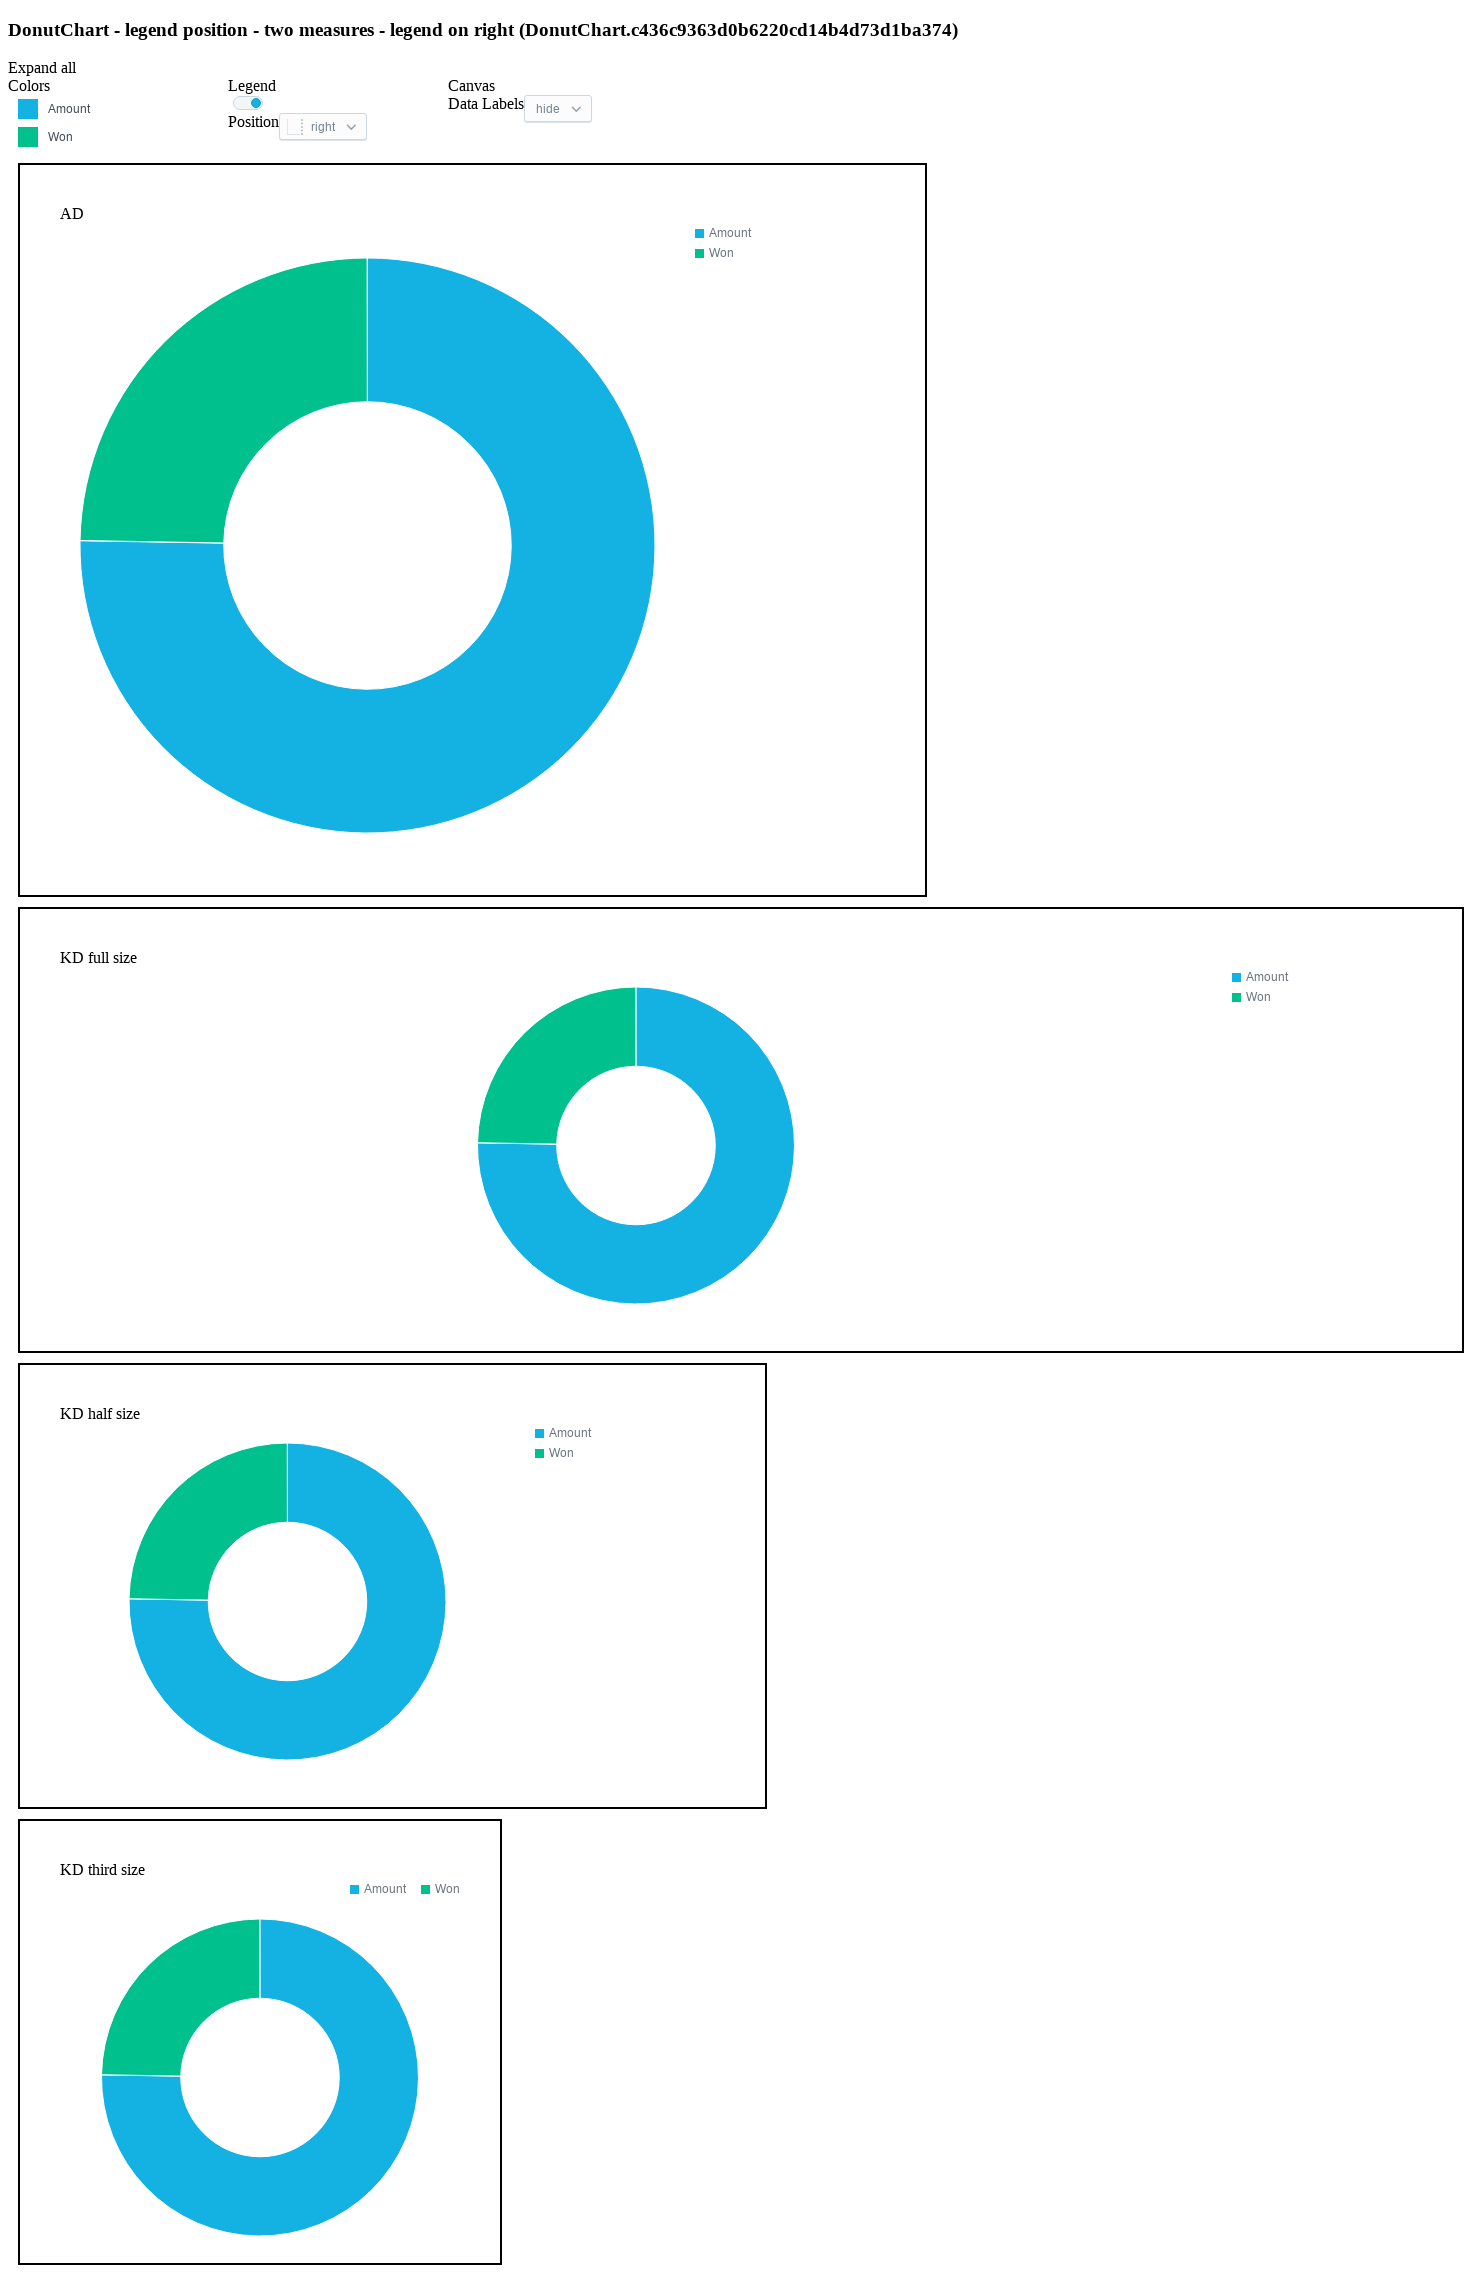 DonutChart - legend position - two measures - legend on right (DonutChart.c436c9363d0b6220cd14b4d73d1ba374)
Expand all
Colors
Amount
Won
Legend
Position right
Canvas
Data Labels hide
AD
Amount
Won
KD full size
Amount
Won
KD half size
Amount
Won
KD third size
Amount Won